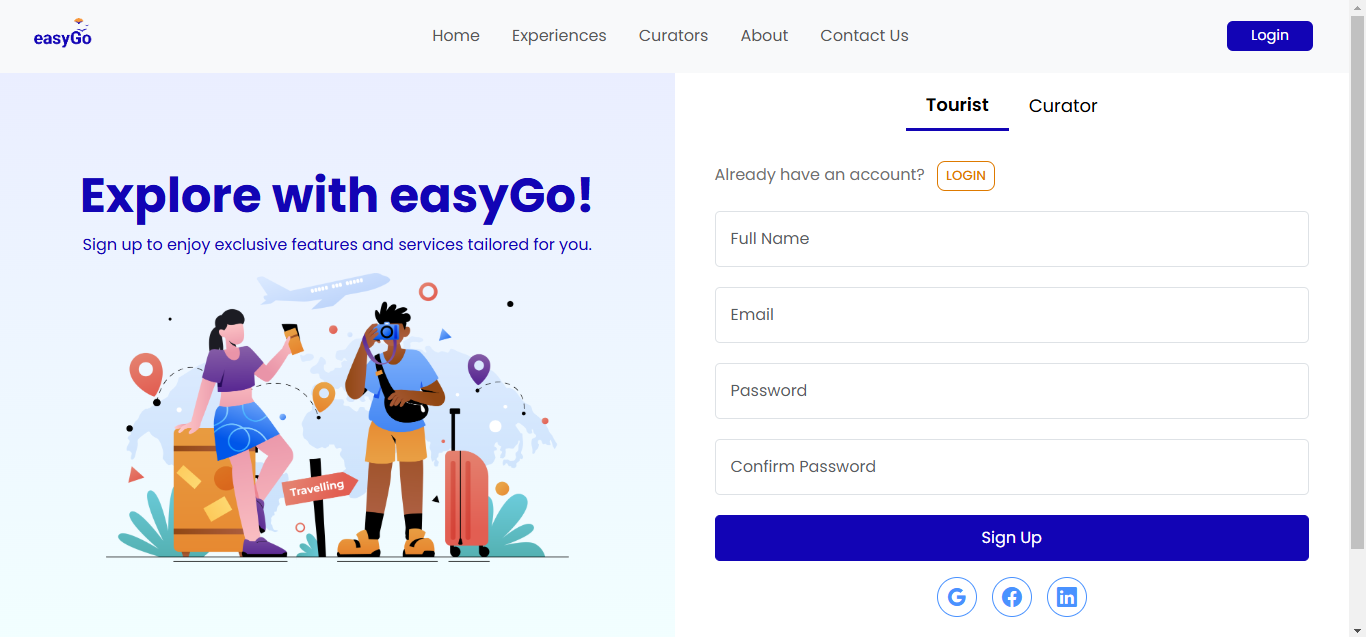 easyGo
Home Experiences Curators About Contact Us
Login
Explore with easyGo!
Sign up to enjoy exclusive features and services tailored for you.
Travelling
Tourist Curator
Already have an account? LOGIN
Full Name
Email
Password
Confirm Password
Sign Up